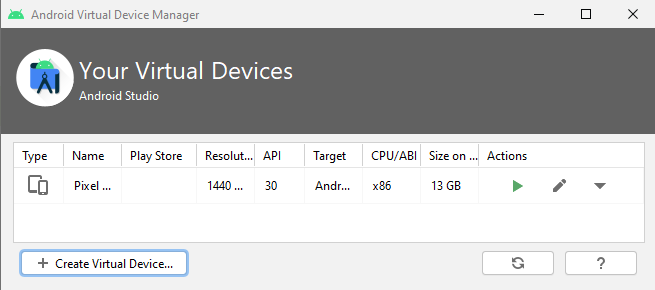 Android Virtual Device Manager
Your Virtual Devices
Android Studio
Type Name Play Store Resolut... API Target CPU/ABI Size on ... Actions
Pixel ... 1440 ... 30 Andr... x86 13 GB
+ Create Virtual Device... ?